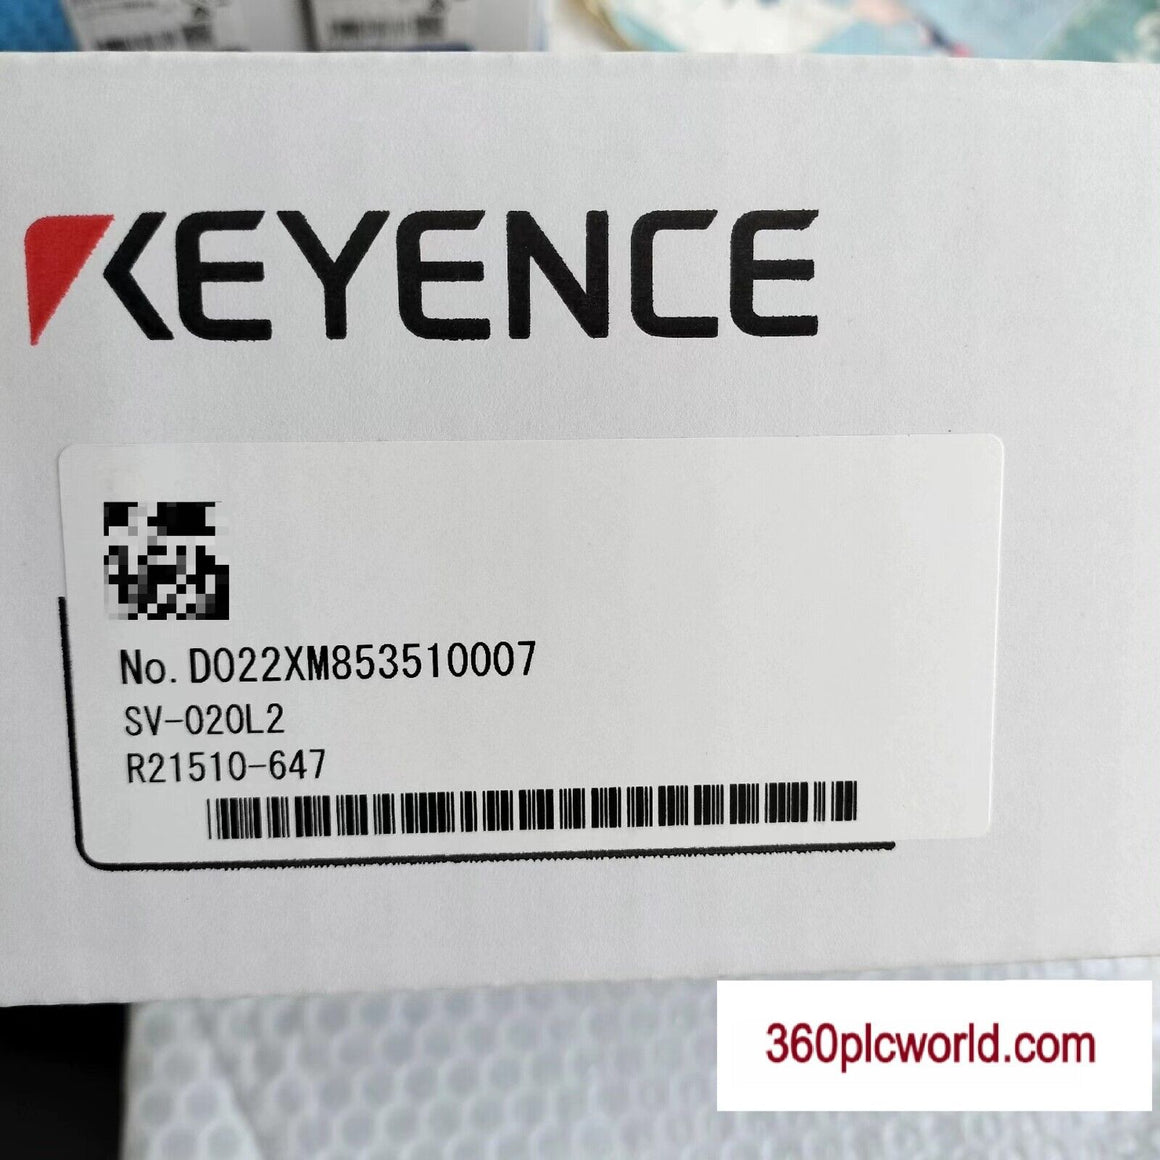 KEYENCE
No. D022XM853510007
SV-020L2
R21510-647
360plcworld.com